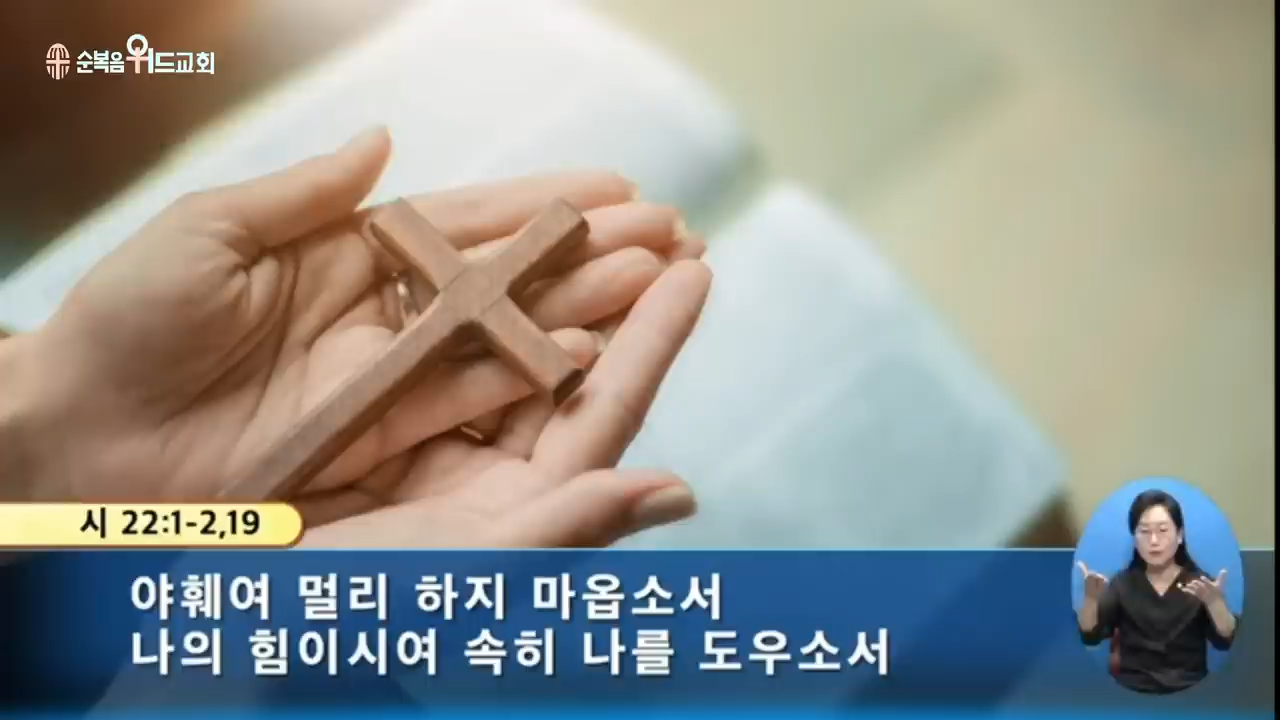 순복음위드교회
시 22:1-2,19
야훼여 멀리 하지 마옵소서
나의 힘이시여 속히 나를 도우소서